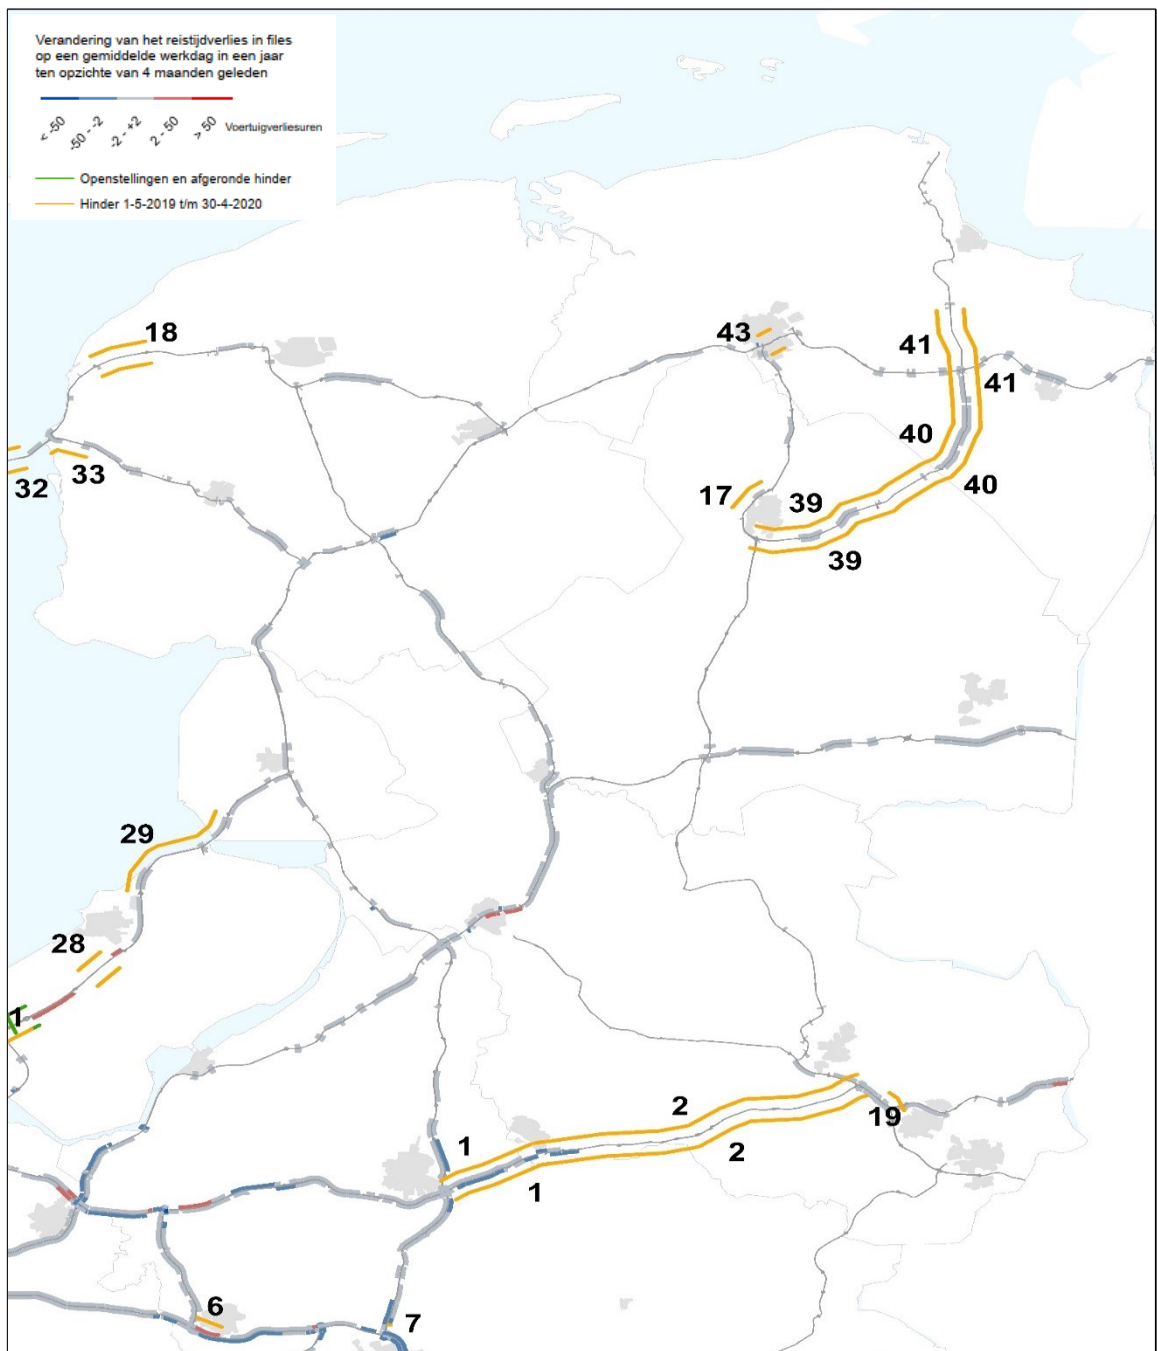 Verandering van het reistijdverlies in files
op een gemiddelde werkdag in een jaar
ten opzichte van 4 maanden geleden
< -50
-50 - -2
-2 - +2
2 - 50
> 50
Voertuigverliesuren
Openstellingen en afgeronde hinder
Hinder 1-5-2019 t/m 30-4-2020
18
43
41
41
40
40
32
33
17
39
39
29
28
1
2
19
1
2
1
6
7